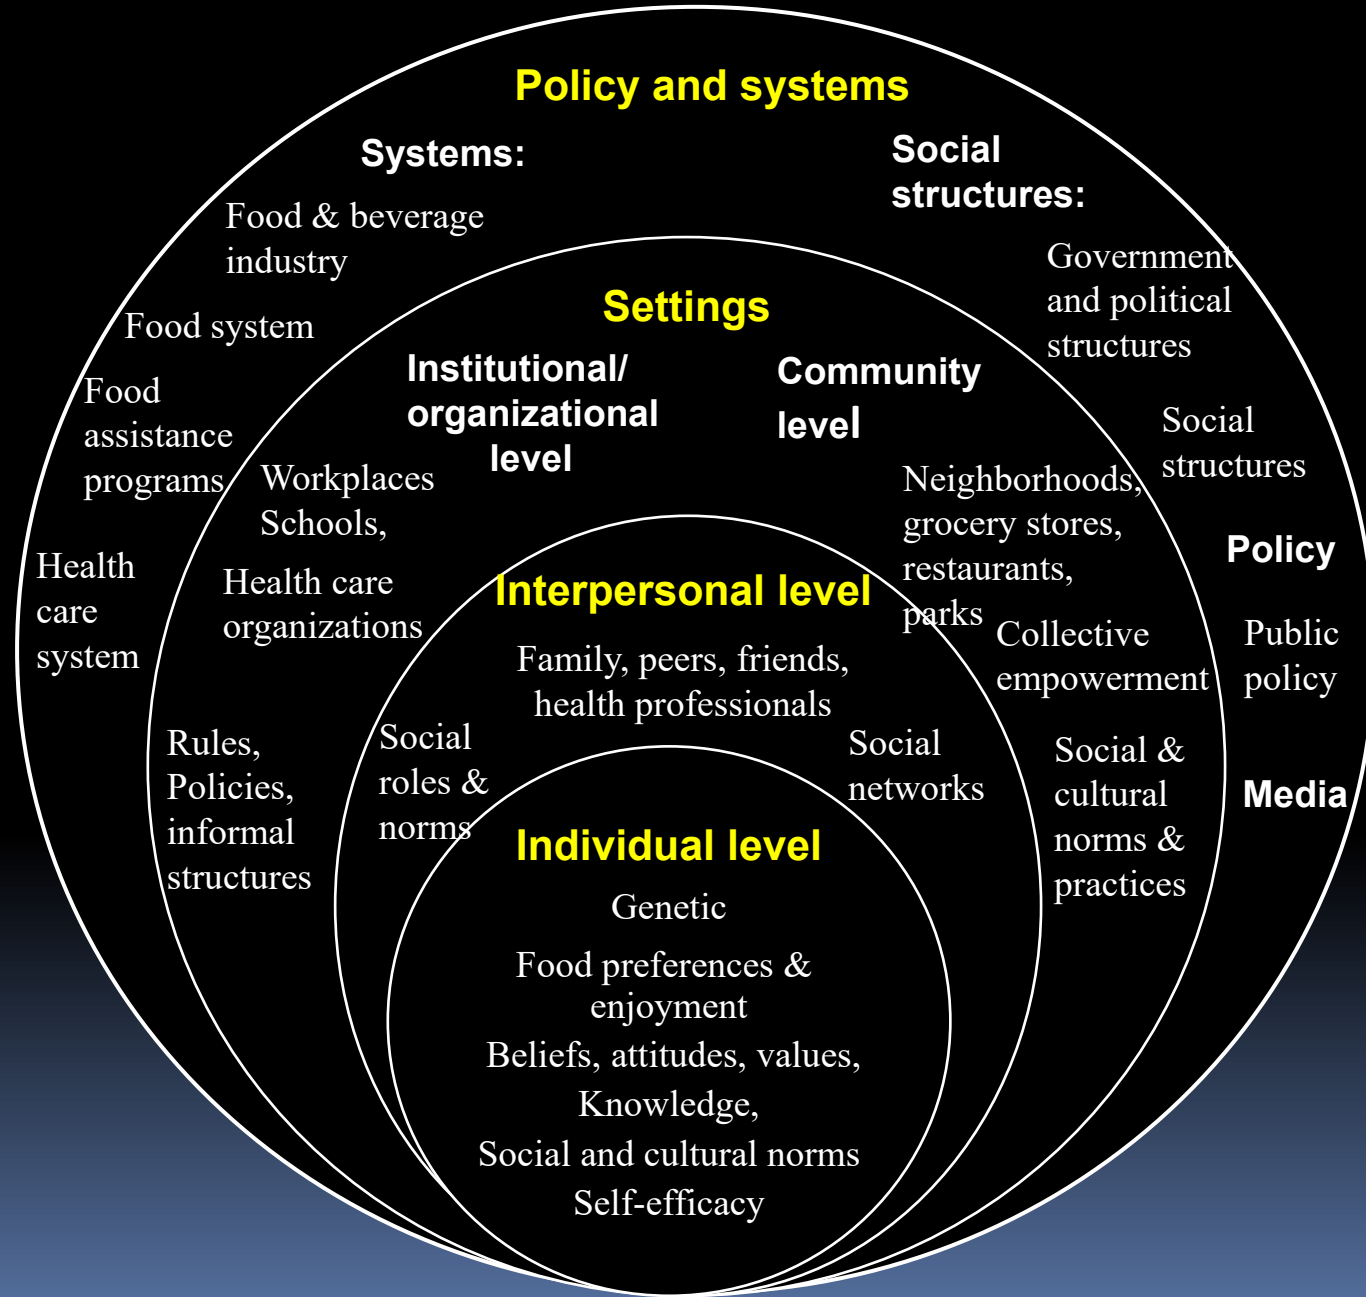 Policy and systems
Systems:
Food & beverage
industry
Food system
Food
assistance
programs
Health
care
system
Social
structures:
Government
and political
structures
Social
structures
Policy
Public
policy
Media
Settings
Institutional/
organizational
level
Workplaces
Schools,
Health care
organizations
Rules,
Policies,
informal
structures
Community
level
Neighborhoods,
grocery stores,
restaurants,
parks
Collective
empowerment
Social &
cultural
norms &
practices
Interpersonal level
Family, peers, friends,
health professionals
Social
roles &
norms
Social
networks
Individual level
Genetic
Food preferences &
enjoyment
Beliefs, attitudes, values,
Knowledge,
Social and cultural norms
Self-efficacy